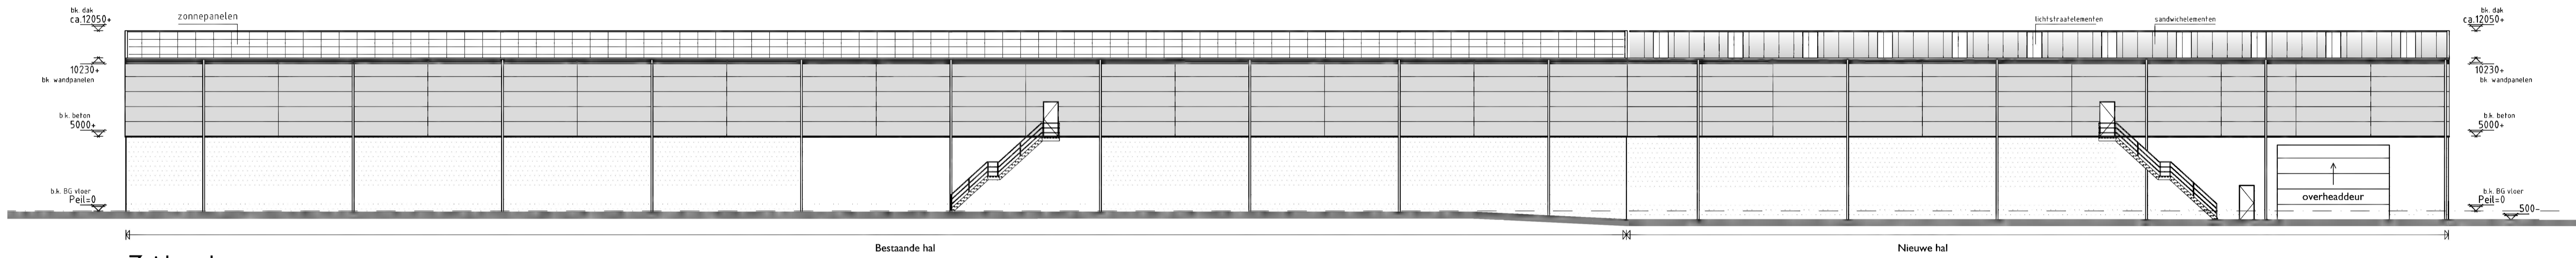 bk. dak
ca.12050+
zonnepanelen
lichtstraatelementen
sandwichelementen
bk. dak
ca.12050+
10230+
bk wandpanelen
10230+
bk wandpanelen
b.k. beton
5000+
b.k. beton
5000+
b.k. BG vloer
Peil=0
overheaddeur
b.k. BG vloer
Peil=0
500-
Bestaande hal
Nieuwe hal